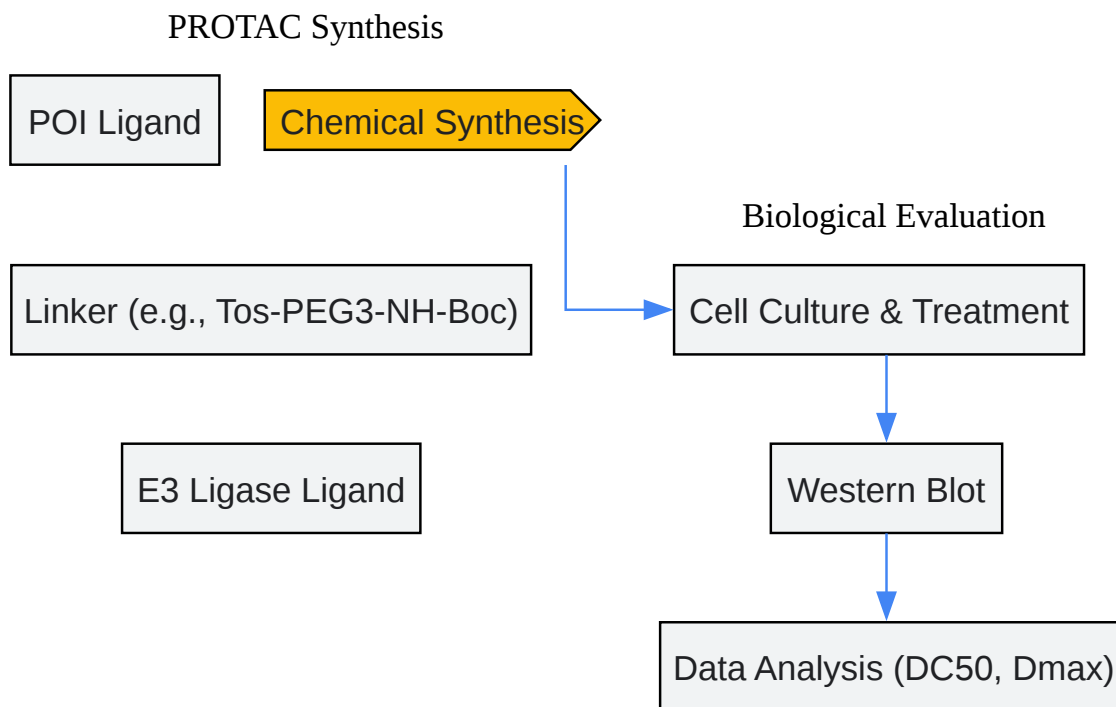 PROTAC Synthesis
POI Ligand
Chemical Synthesis
Biological Evaluation
Linker (e.g., Tos-PEG3-NH-Boc)
Cell Culture & Treatment
E3 Ligase Ligand
Western Blot
Data Analysis (DC50, Dmax)